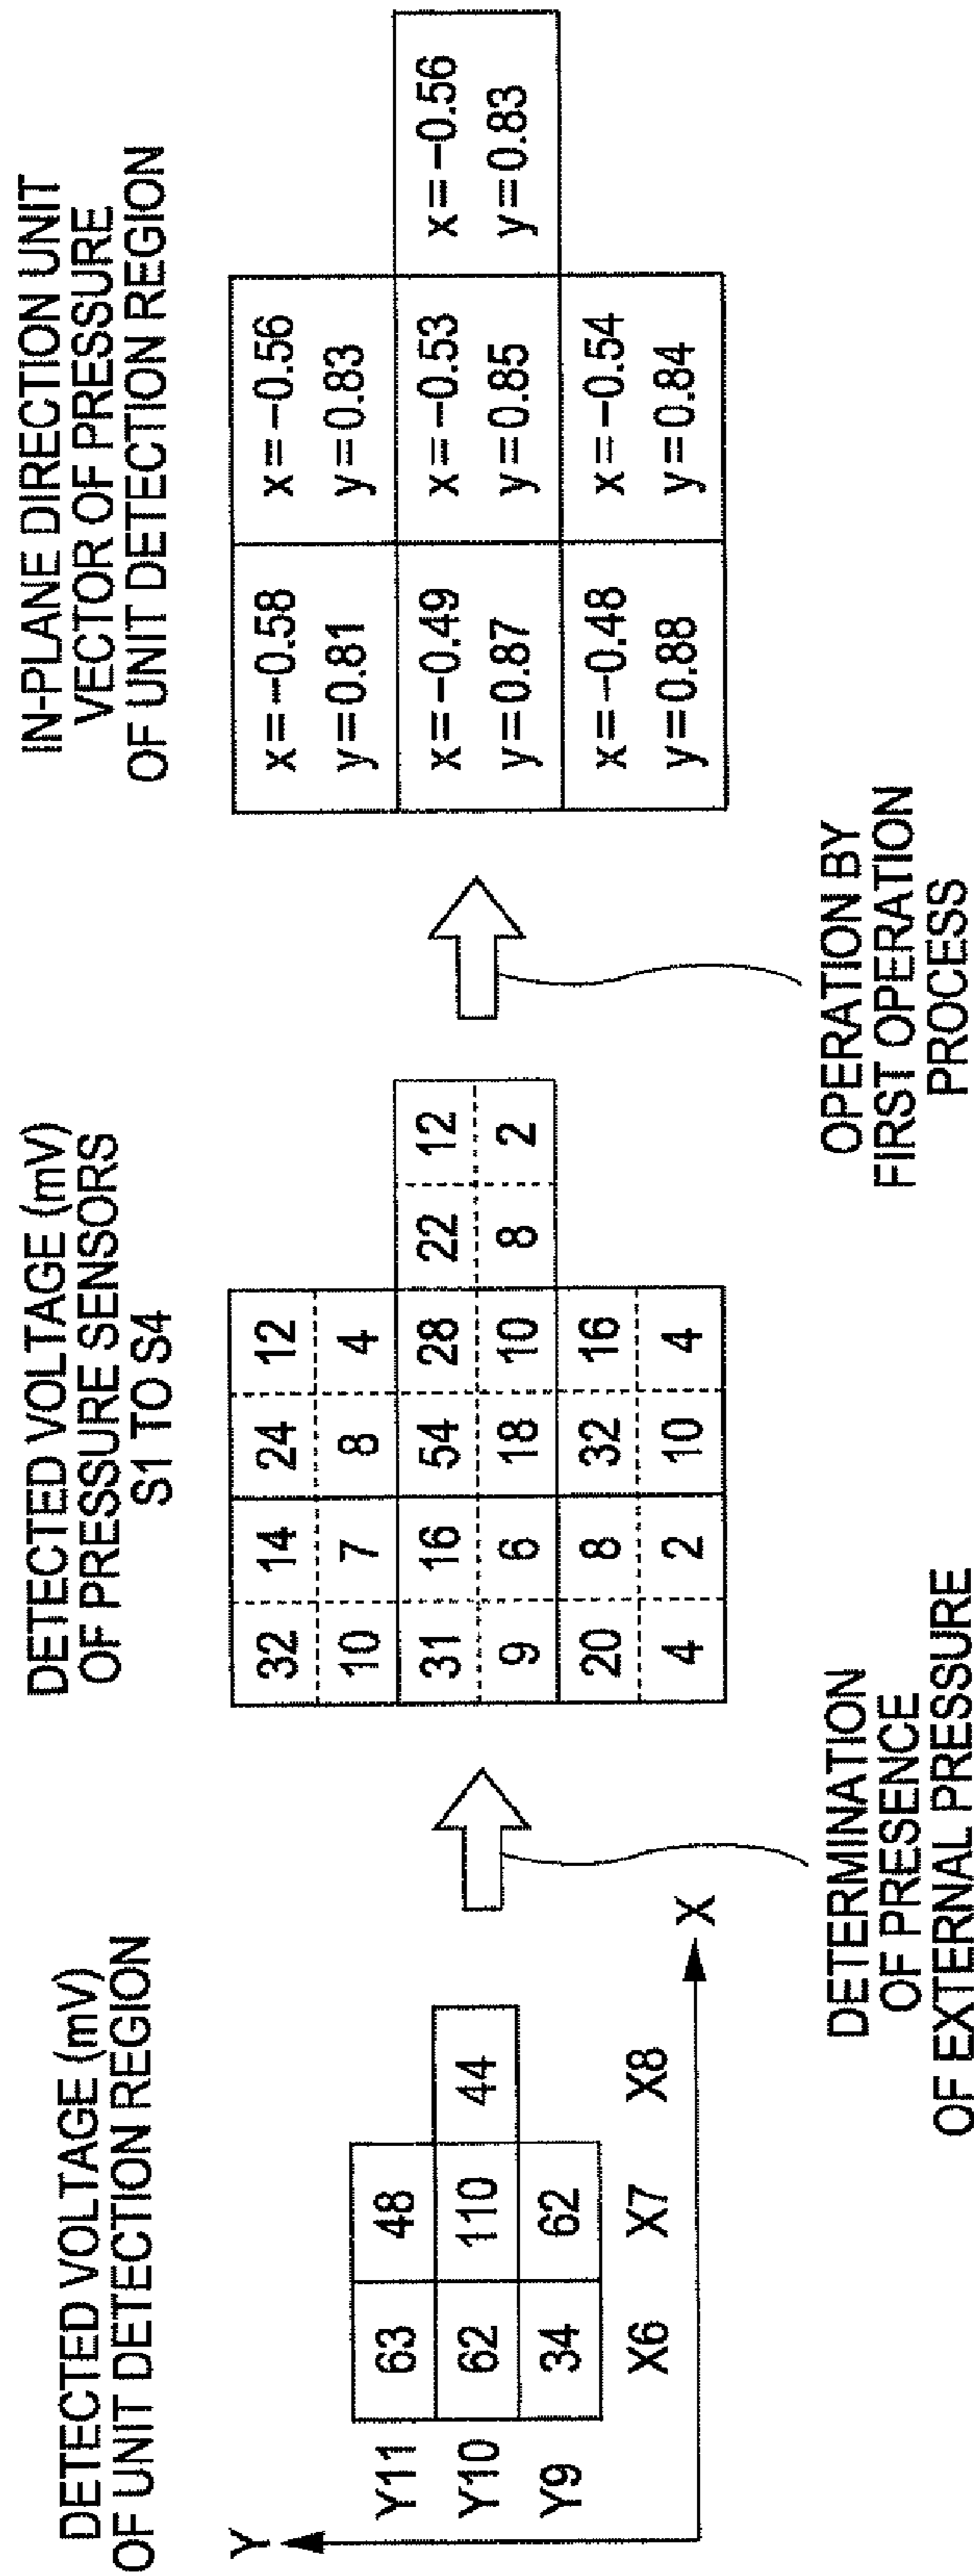 DETECTED VOLTAGE (mV)
OF UNIT DETECTION REGION
Y
Y11 63 48
Y10 62 110 44
Y9 34 62
X6 X7 X8
X
DETERMINATION
OF PRESENCE
OF EXTERNAL PRESSURE
DETECTED VOLTAGE (mV)
OF PRESSURE SENSORS
S1 TO S4
32 14 24 12
10 7 8 4
31 16 54 28 22 12
9 6 18 10 8 2
20 8 32 16
4 2 10 4
OPERATION BY
FIRST OPERATION
PROCESS
IN-PLANE DIRECTION UNIT
VECTOR OF PRESSURE
OF UNIT DETECTION REGION
x=−0.58 x=−0.56
y=0.81 y=0.83
x=−0.49 x=−0.53 x=−0.56
y=0.87 y=0.85 y=0.83
x=−0.48 x=−0.54
y=0.88 y=0.84